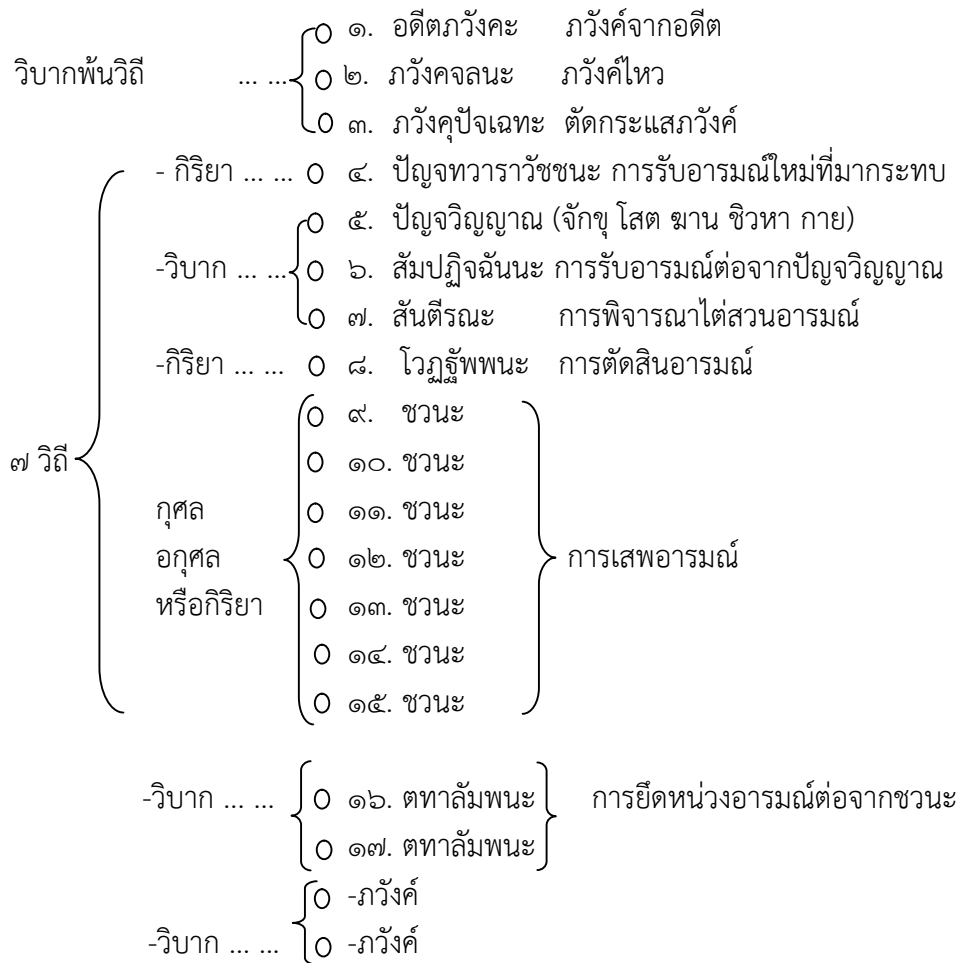 ๑. อดีตภวังคะ ภวังค์จากอดีต
วิบากพ้นวิถี ... ... ๒. ภวังคจลนะ ภวังค์ไหว
๓. ภวังคุปัจเฉทะ ตัดกระแสภวังค์
- กิริยา ... ... ๔. ปัญจทวาราวัชชนะ การรับอารมณ์ใหม่ที่มากระทบ
๕. ปัญจวิญญาณ (จักขุ โสต ฆาน ชิวหา กาย)
-วิบาก ... ... ๖. สัมปฏิจฉันนะ การรับอารมณ์ต่อจากปัญจวิญญาณ
๗. สันตีรณะ การพิจารณาไต่สวนอารมณ์
-กิริยา ... ... ๘. โวฏฐัพพนะ การตัดสินอารมณ์
๙. ชวนะ
๗ วิถี ๑๐. ชวนะ
กุศล ๑๑. ชวนะ
อกุศล ๑๒. ชวนะ การเสพอารมณ์
หรือกิริยา ๑๓. ชวนะ
๑๔. ชวนะ
๑๕. ชวนะ
-วิบาก ... ... ๑๖. ตทาลัมพนะ การยึดหน่วงอารมณ์ต่อจากชวนะ
๑๗. ตทาลัมพนะ
-ภวังค์
-วิบาก ... ... -ภวังค์